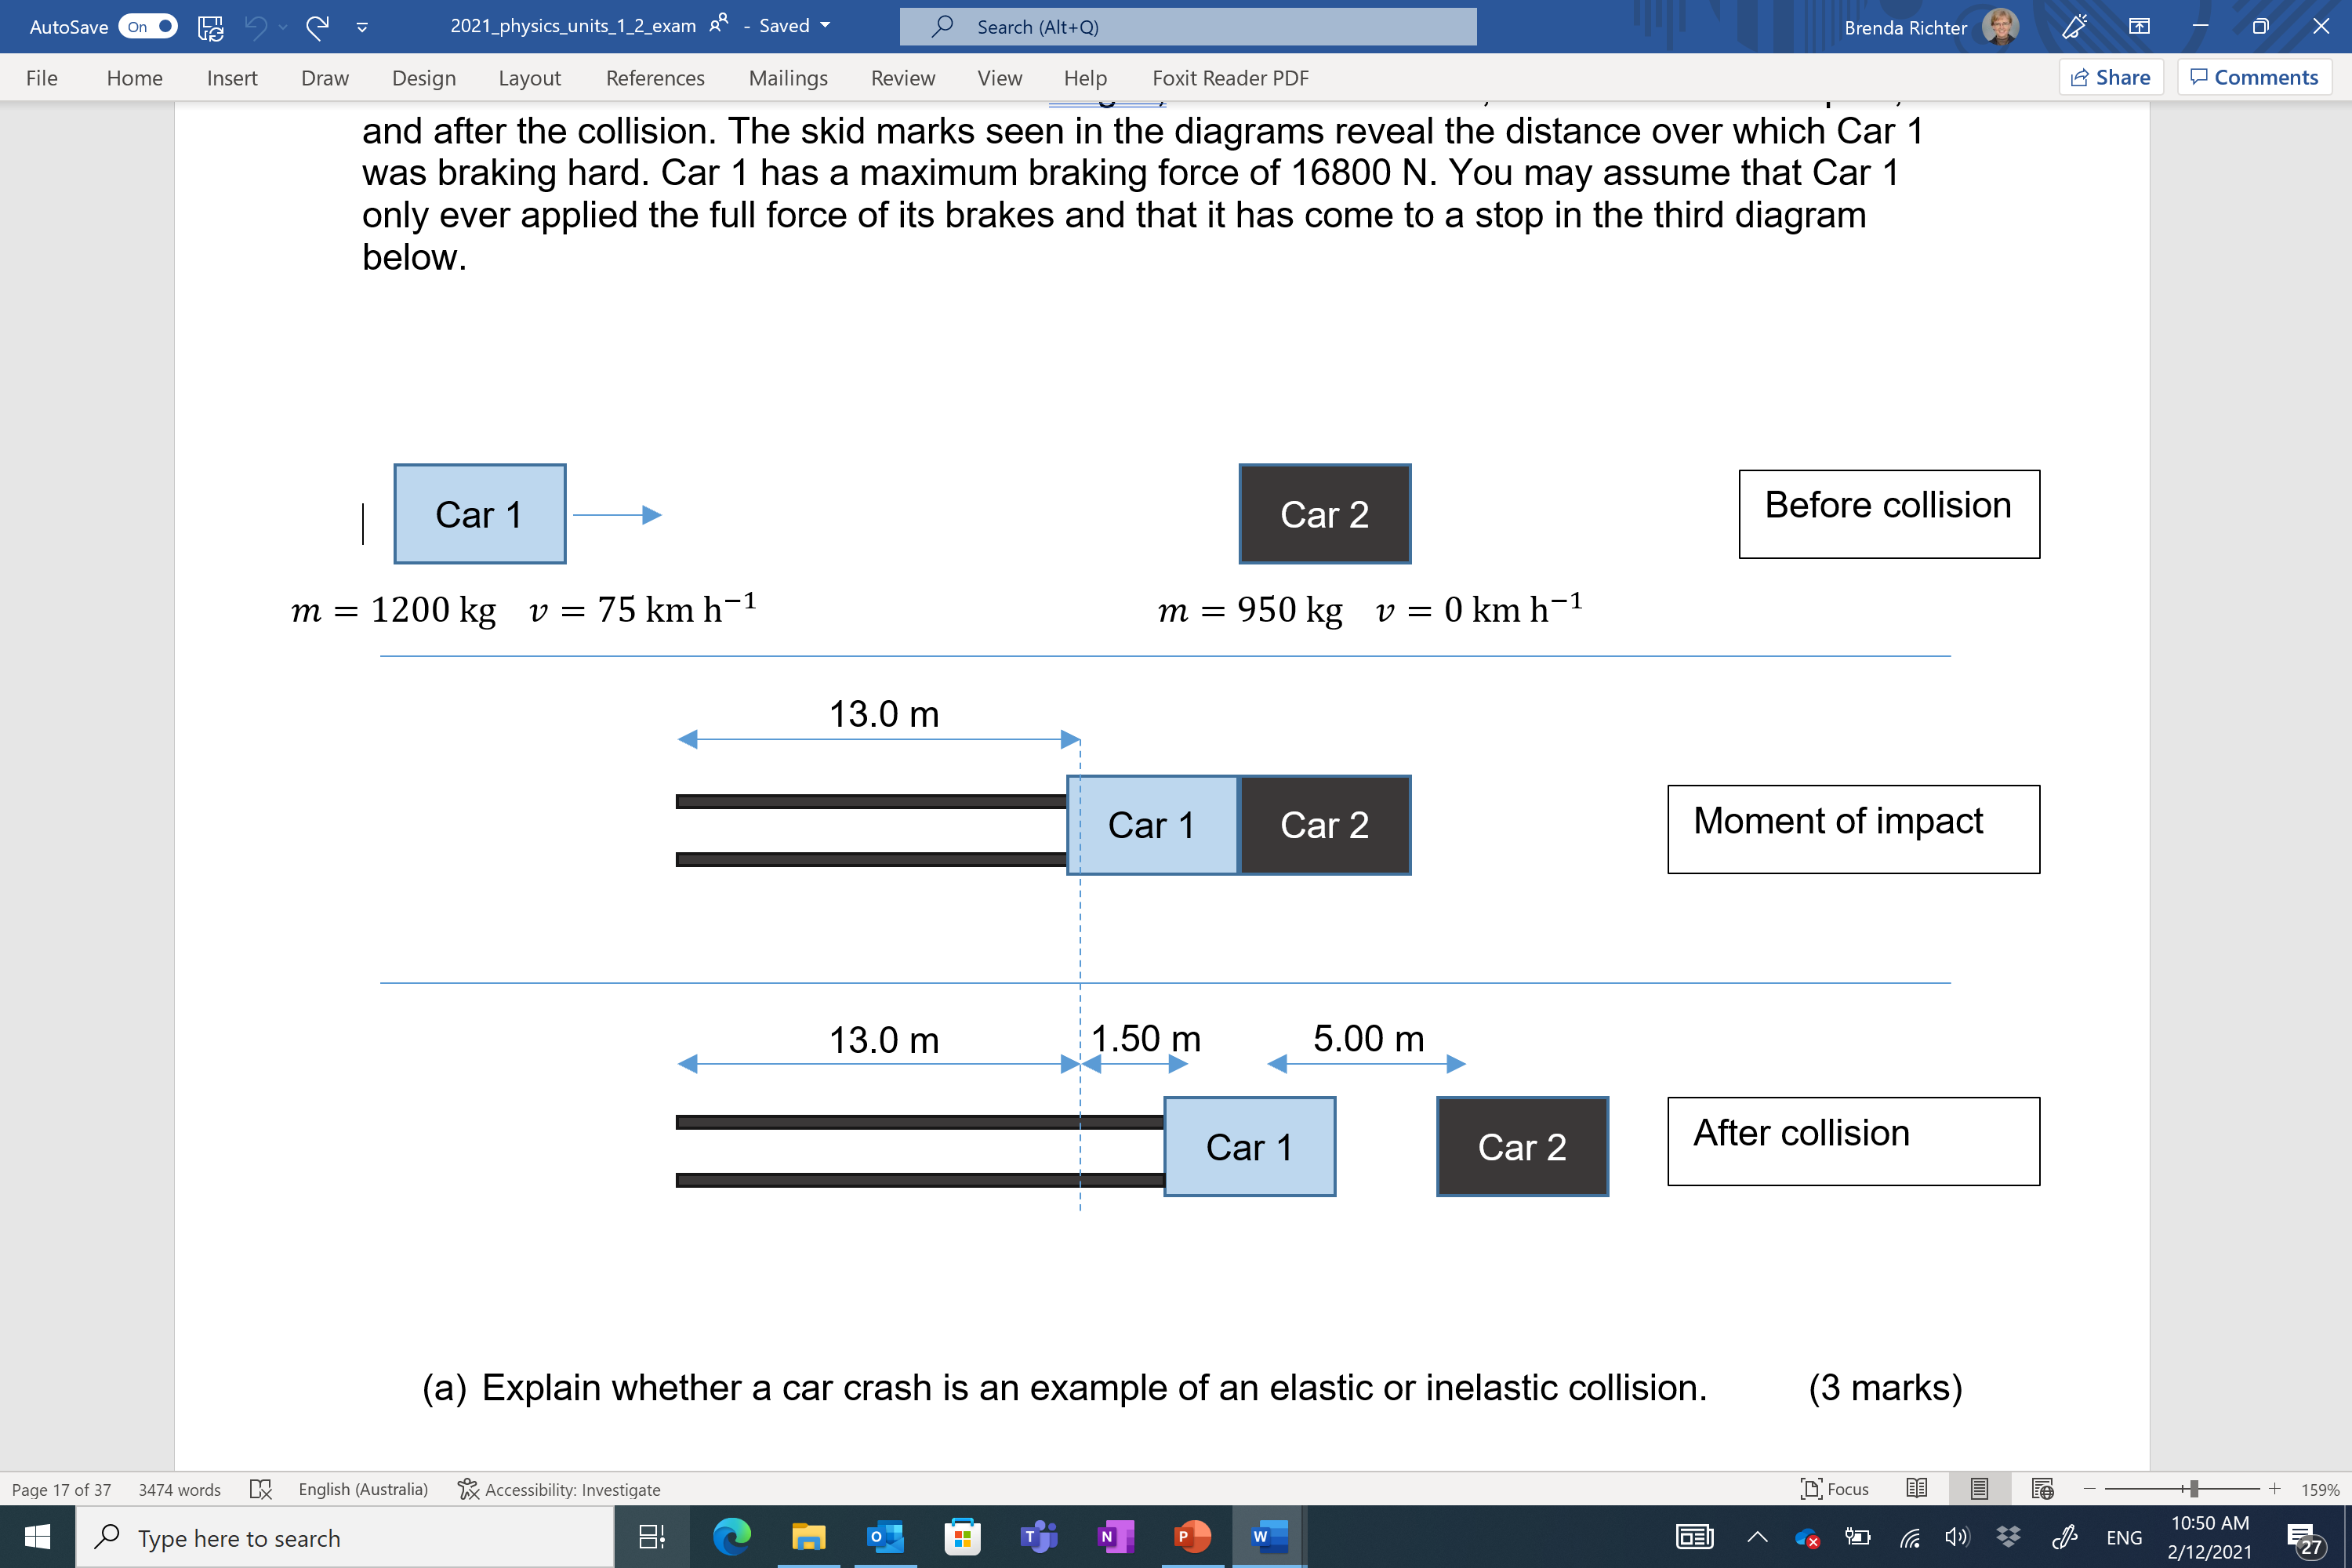 AutoSave On 2021_physics_units_1_2_exam - Saved Search (Alt+Q) Brenda Richter
File Home Insert Draw Design Layout References Mailings Review View Help Foxit Reader PDF Share Comments
and after the collision. The skid marks seen in the diagrams reveal the distance over which Car 1
was braking hard. Car 1 has a maximum braking force of 16800 N. You may assume that Car 1
only ever applied the full force of its brakes and that it has come to a stop in the third diagram
below.
Car 1 Car 2 Before collision
m = 1200 kg v = 75 km h⁻¹ m = 950 kg v = 0 km h⁻¹
13.0 m
Car 1 Car 2 Moment of impact
13.0 m 1.50 m 5.00 m
Car 1 Car 2 After collision
(a) Explain whether a car crash is an example of an elastic or inelastic collision. (3 marks)
Page 17 of 37 3474 words English (Australia) Accessibility: Investigate Focus 159%
Type here to search ENG 10:50 AM
2/12/2021 27